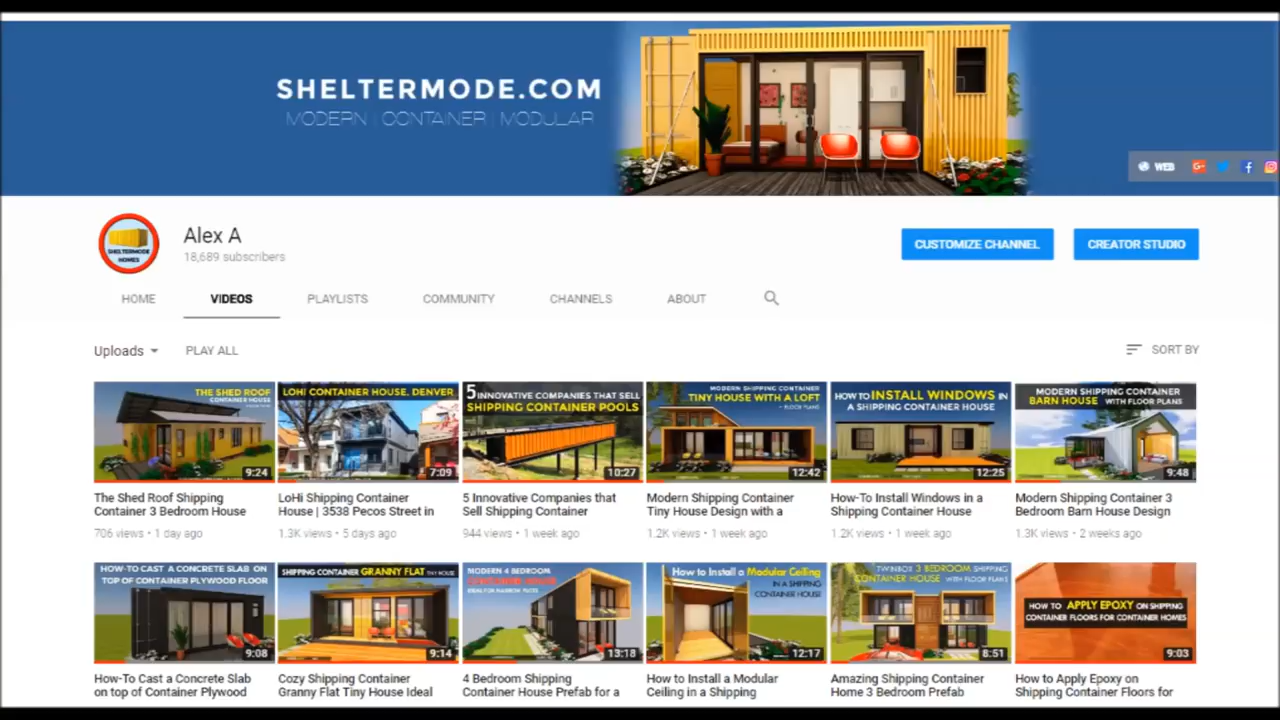 SHELTERMODE.COM
MODERN | CONTAINER | MODULAR
WEB
SHELTERMODE
HOMES
Alex A
18,689 subscribers
CUSTOMIZE CHANNEL
CREATOR STUDIO
HOME
VIDEOS
PLAYLISTS
COMMUNITY
CHANNELS
ABOUT
Uploads
PLAY ALL
SORT BY
THE SHED ROOF
CONTAINER HOUSE
9:24
LOHI CONTAINER HOUSE, DENVER
7:09
5 INNOVATIVE COMPANIES THAT SELL
SHIPPING CONTAINER POOLS
10:27
MODERN SHIPPING CONTAINER
TINY HOUSE WITH A LOFT
+ FLOOR PLANS
12:42
HOW TO INSTALL WINDOWS IN
A SHIPPING CONTAINER HOUSE
12:25
MODERN SHIPPING CONTAINER
BARN HOUSE WITH FLOOR PLANS
9:48
The Shed Roof Shipping
Container 3 Bedroom House
706 views • 1 day ago
LoHi Shipping Container
House | 3538 Pecos Street in
1.3K views • 5 days ago
5 Innovative Companies that
Sell Shipping Container
944 views • 1 week ago
Modern Shipping Container
Tiny House Design with a
1.2K views • 1 week ago
How-To Install Windows in a
Shipping Container House
1.2K views • 1 week ago
Modern Shipping Container 3
Bedroom Barn House Design
1.3K views • 2 weeks ago
HOW-TO CAST A CONCRETE SLAB ON
TOP OF CONTAINER PLYWOOD FLOOR
9:08
SHIPPING CONTAINER GRANNY FLAT TINY HOUSE
9:14
MODERN 4 BEDROOM
CONTAINER HOUSE
IDEAL FOR NARROW PLOTS
13:18
How to Install a Modular Ceiling
IN A SHIPPING
CONTAINER HOUSE
12:17
TWINBOX 3 BEDROOM SHIPPING
CONTAINER HOUSE WITH FLOOR PLANS
8:51
HOW TO APPLY EPOXY ON SHIPPING
CONTAINER FLOORS FOR CONTAINER HOMES
9:03
How-To Cast a Concrete Slab
on top of Container Plywood
Cozy Shipping Container
Granny Flat Tiny House Ideal
4 Bedroom Shipping
Container House Prefab for a
How to Install a Modular
Ceiling in a Shipping
Amazing Shipping Container
Home 3 Bedroom Prefab
How to Apply Epoxy on
Shipping Container Floors for